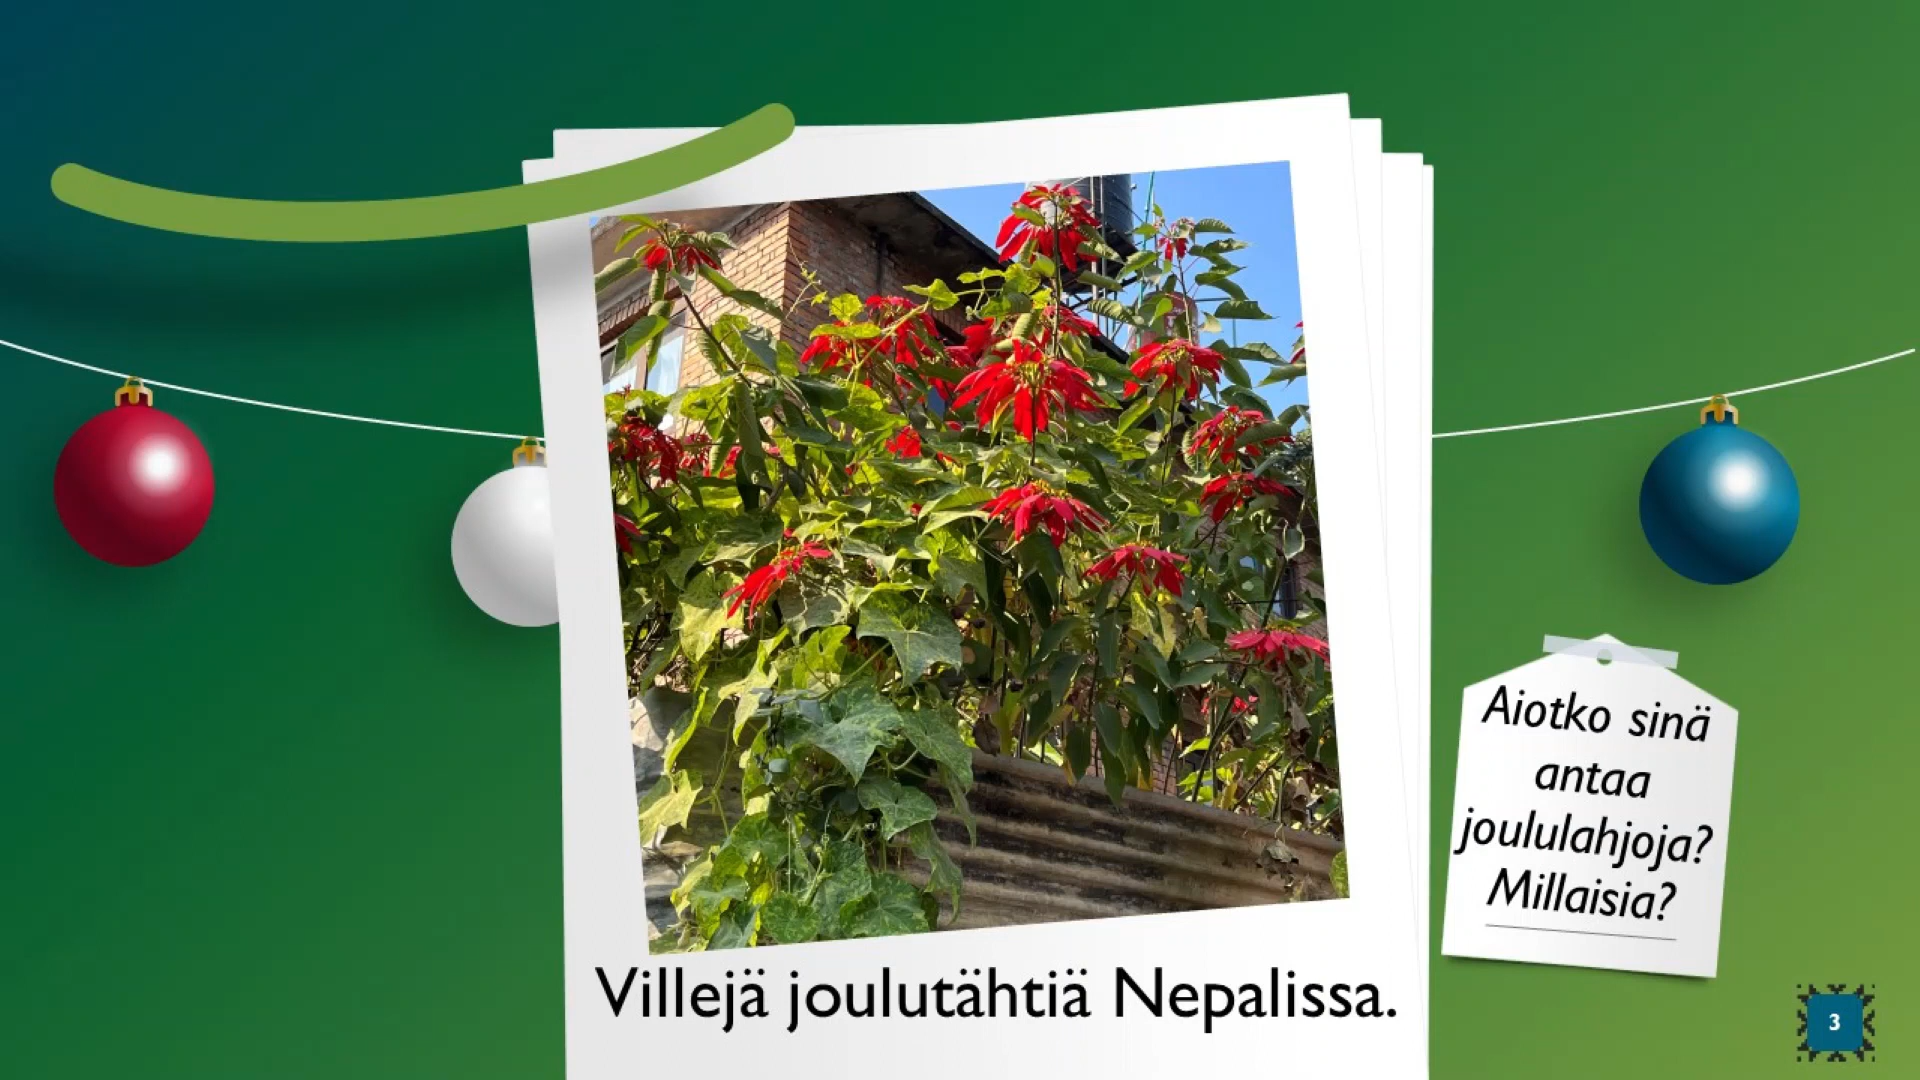 Aiotko sinä
antaa
joululahjoja?
Millaisia?
Villejä joulutähtiä Nepalissa.
3